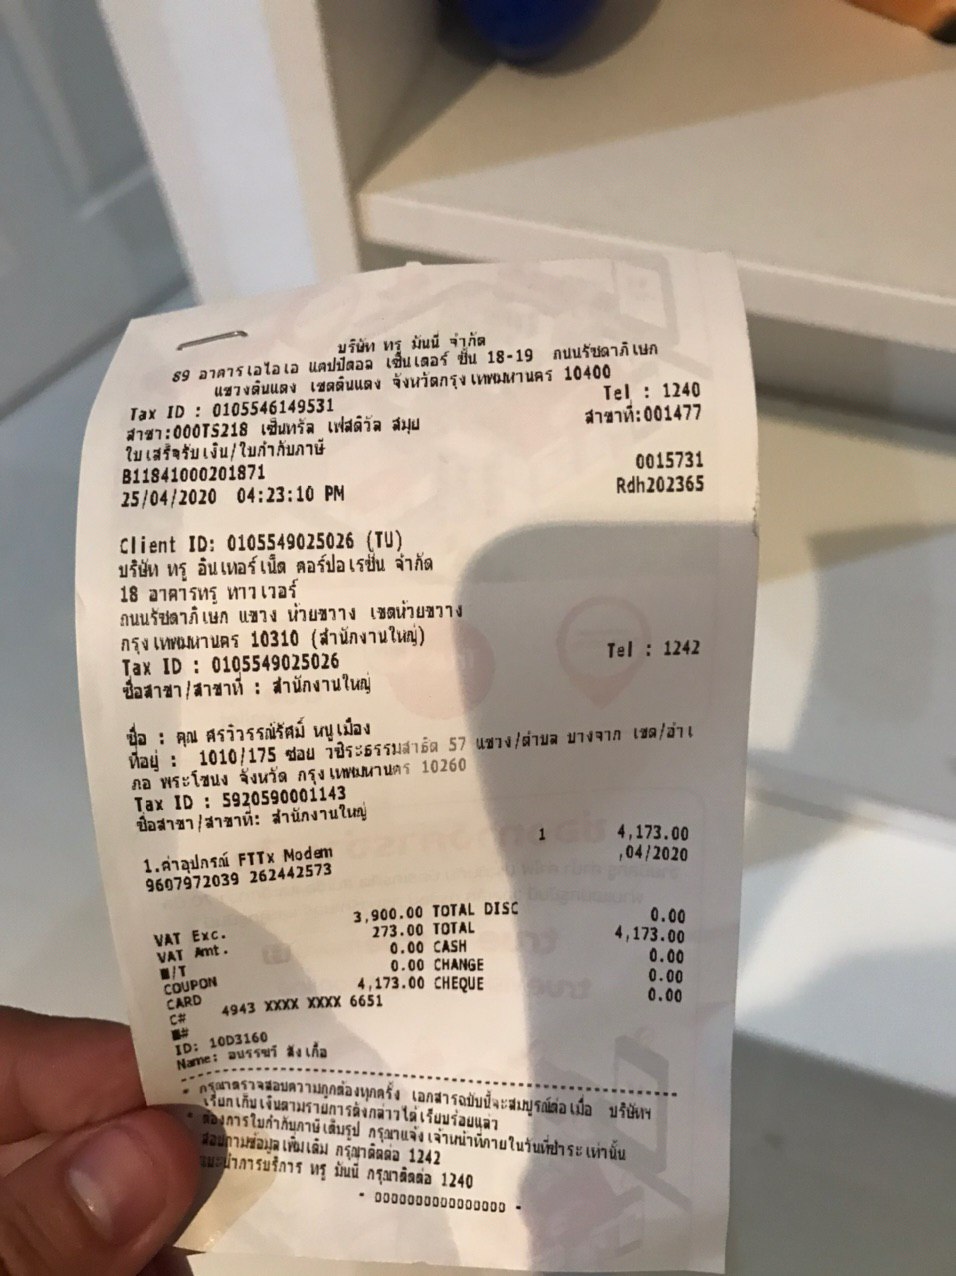 บริษัท ทรู มันนี่ จำกัด
89 อาคารเอไอเอ แคปปิตอล เซ็นเตอร์ ชั้น 18-19 ถนนรัชดาภิเษก
แขวงดินแดง เขตดินแดง จังหวัดกรุงเทพมหานคร 10400
Tax ID : 0105546149531 Tel : 1240
สาขา:000TS218 เซ็นทรัล เฟสติวัล สมุย สาขาที่:001477
ใบเสร็จรับเงิน/ใบกำกับภาษี
B11841000201871 0015731
25/04/2020 04:23:10 PM Rdh202365
Client ID: 0105549025026 (TU)
บริษัท ทรู อินเทอร์เน็ต คอร์ปอเรชั่น จำกัด
18 อาคารทรู ทาวเวอร์
ถนนรัชดาภิเษก แขวง ห้วยขวาง เขตห้วยขวาง
กรุงเทพมหานคร 10310 (สำนักงานใหญ่)
Tax ID : 0105549025026 Tel : 1242
ชื่อสาขา/สาขาที่ : สำนักงานใหญ่
ชื่อ : คุณ ศรวิวรรณ์รัศมิ์ หนูเมือง
ที่อยู่ : 1010/175 ซอย วชิระธรรมสาธิต 57 แขวง/ตำบล บางจาก เขต/อำเ
ภอ พระโขนง จังหวัด กรุงเทพมหานคร 10260
Tax ID : 5920590001143
ชื่อสาขา/สาขาที่: สำนักงานใหญ่
1.ค่าอุปกรณ์ FTTx Modem 1 4,173.00
9607972039 262442573 ,04/2020
VAT Exc. 3,900.00 TOTAL DISC 0.00
VAT Amt. 273.00 TOTAL 4,173.00
W/T 0.00 CASH 0.00
COUPON 0.00 CHANGE 0.00
CARD 4,173.00 CHEQUE 0.00
C# 4943 XXXX XXXX 6651
W#
ID: 10D3160
Name: สังเกื้อ
- กรุณาตรวจสอบความถูกต้องทุกครั้ง เอกสารฉบับนี้จะสมบูรณ์ต่อเมื่อ บริษัทฯ
เรียกเก็บเงินตามรายการดังกล่าวได้เรียบร้อยแล้ว
- ต้องการใบกำกับภาษีเต็มรูป กรุณาแจ้งเจ้าหน้าที่ภายในวันที่ชำระเท่านั้น
สอบถามข้อมูลเพิ่มเติม กรุณาติดต่อ 1242
แนะนำการบริการ ทรู มันนี่ กรุณาติดต่อ 1240